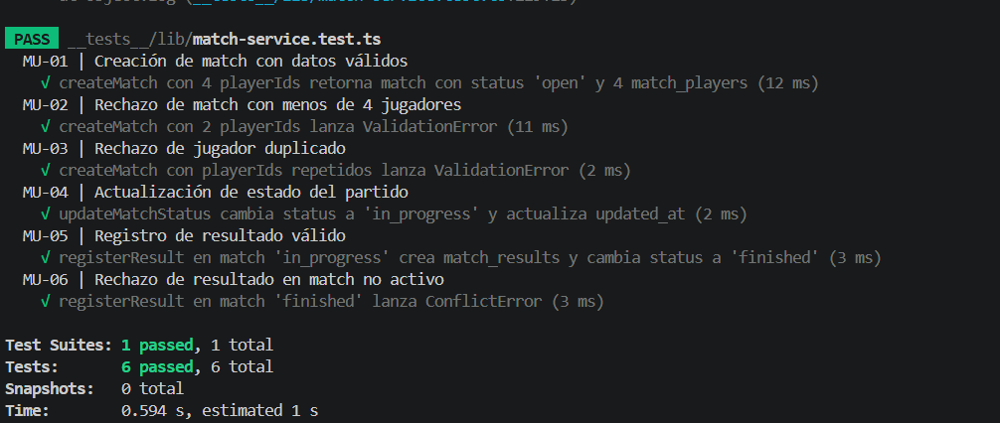 PASS __tests__/lib/match-service.test.ts
MU-01 | Creación de match con datos válidos
√ createMatch con 4 playerIds retorna match con status 'open' y 4 match_players (12 ms)
MU-02 | Rechazo de match con menos de 4 jugadores
√ createMatch con 2 playerIds lanza ValidationError (11 ms)
MU-03 | Rechazo de jugador duplicado
√ createMatch con playerIds repetidos lanza ValidationError (2 ms)
MU-04 | Actualización de estado del partido
√ updateMatchStatus cambia status a 'in_progress' y actualiza updated_at (2 ms)
MU-05 | Registro de resultado válido
√ registerResult en match 'in_progress' crea match_results y cambia status a 'finished' (3 ms)
MU-06 | Rechazo de resultado en match no activo
√ registerResult en match 'finished' lanza ConflictError (3 ms)
Test Suites: 1 passed, 1 total
Tests: 6 passed, 6 total
Snapshots: 0 total
Time: 0.594 s, estimated 1 s